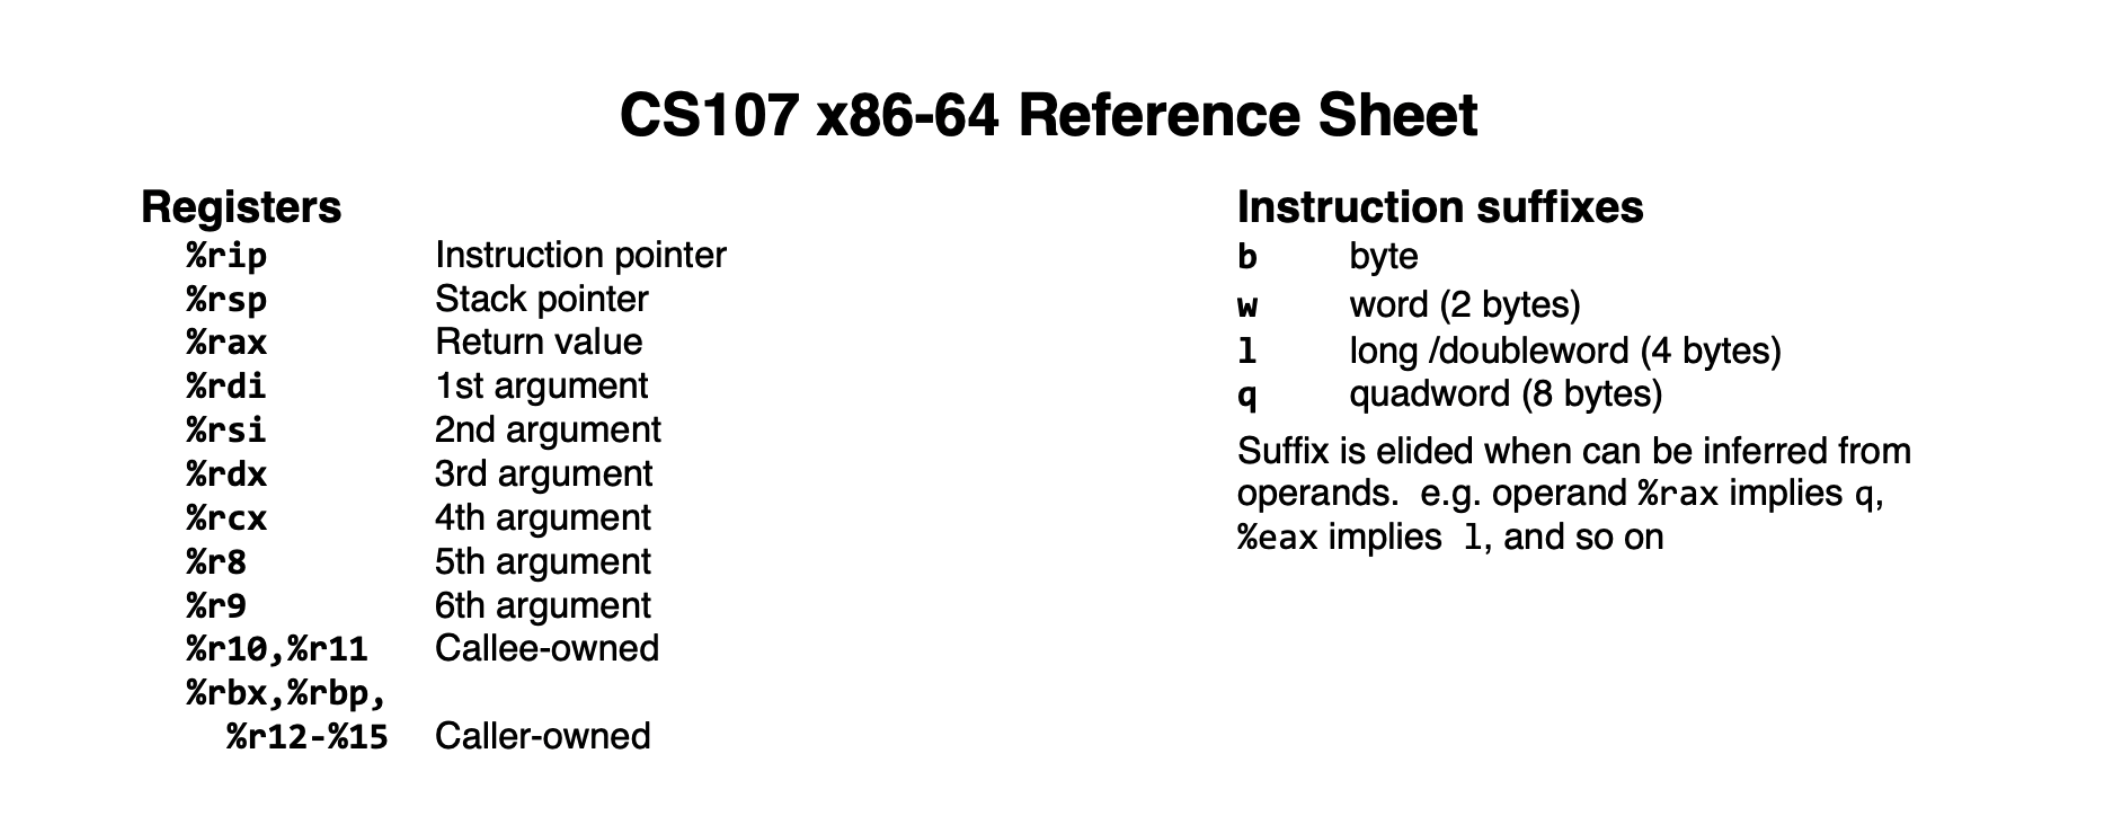 CS107 x86-64 Reference Sheet
Registers
%rip Instruction pointer
%rsp Stack pointer
%rax Return value
%rdi 1st argument
%rsi 2nd argument
%rdx 3rd argument
%rcx 4th argument
%r8 5th argument
%r9 6th argument
%r10,%r11 Callee-owned
%rbx,%rbp,
%r12-%15 Caller-owned
Instruction suffixes
b byte
w word (2 bytes)
l long /doubleword (4 bytes)
q quadword (8 bytes)
Suffix is elided when can be inferred from
operands. e.g. operand %rax implies q,
%eax implies l, and so on